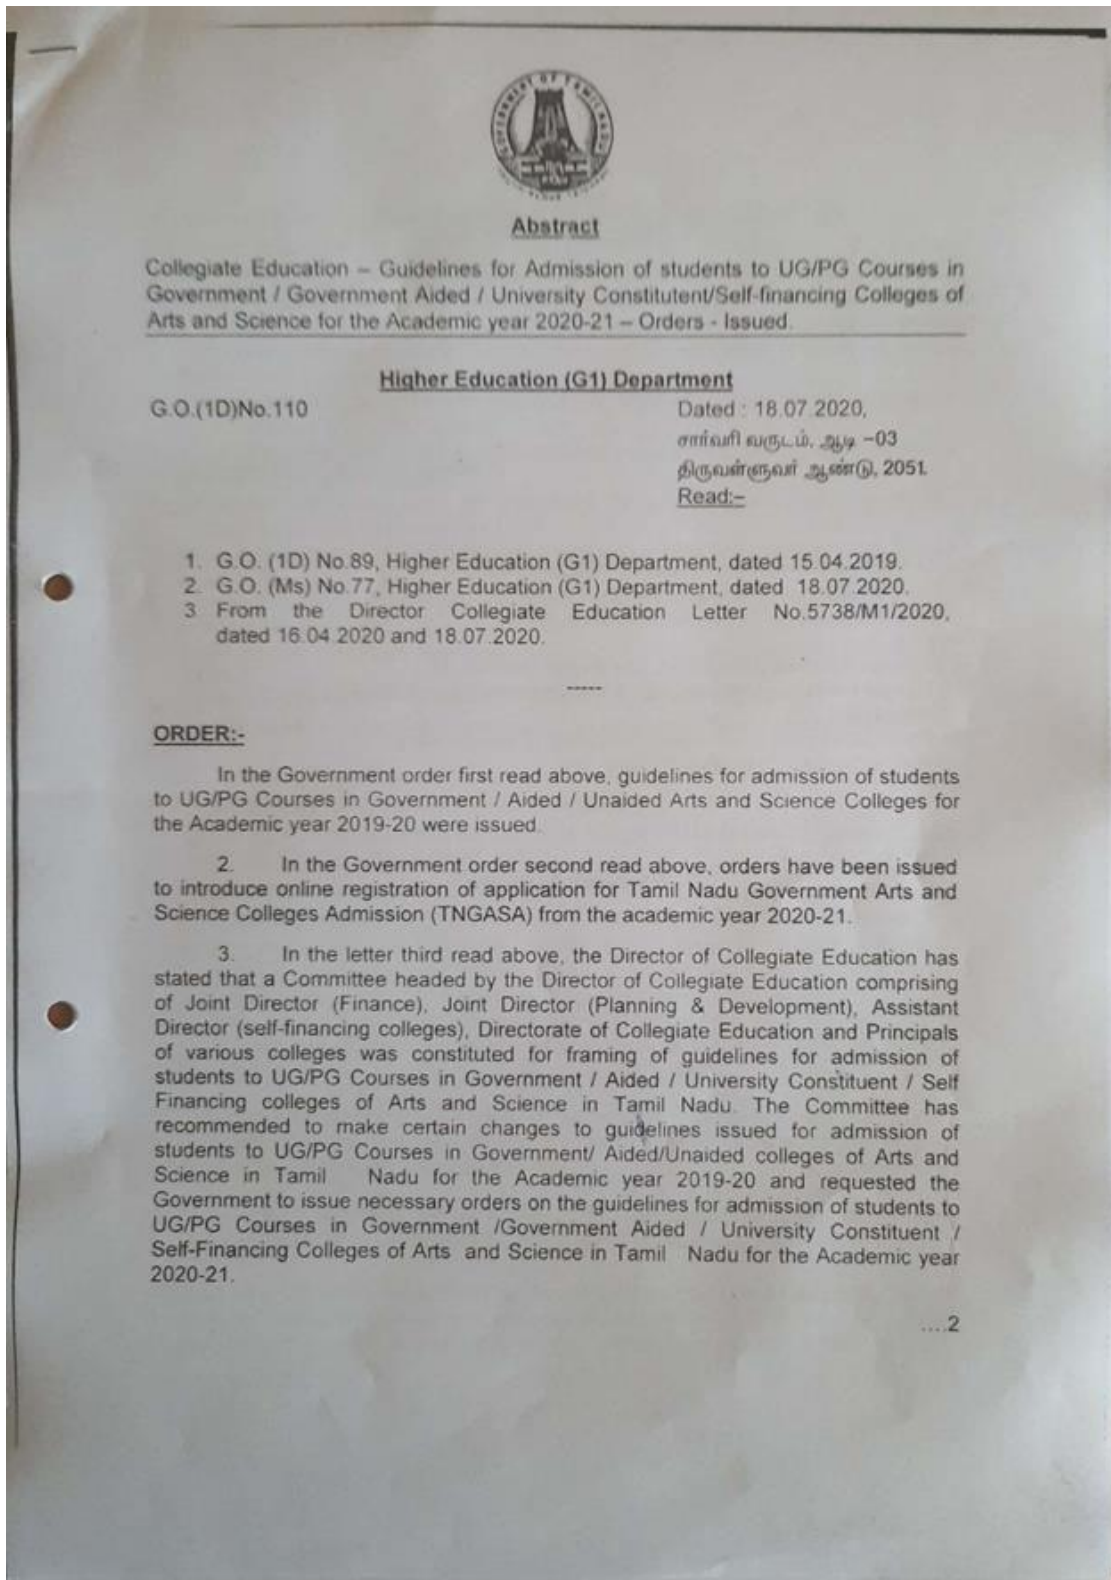 GOVERNMENT OF TAMILNADU
Abstract
Collegiate Education – Guidelines for Admission of students to UG/PG Courses in
Government / Government Aided / University Constitutent/Self-financing Colleges of
Arts and Science for the Academic year 2020-21 – Orders - Issued.
Higher Education (G1) Department
G.O.(1D)No.110
Dated : 18.07.2020,
சார்வரி வருடம், ஆடி –03
திருவள்ளுவர் ஆண்டு, 2051.
Read:–
1. G.O. (1D) No.89, Higher Education (G1) Department, dated 15.04.2019.
2. G.O. (Ms) No.77, Higher Education (G1) Department, dated 18.07.2020.
3 From the Director Collegiate Education Letter No.5738/M1/2020,
dated 16.04.2020 and 18.07.2020.
-----
ORDER:-
In the Government order first read above, guidelines for admission of students
to UG/PG Courses in Government / Aided / Unaided Arts and Science Colleges for
the Academic year 2019-20 were issued.
2. In the Government order second read above, orders have been issued
to introduce online registration of application for Tamil Nadu Government Arts and
Science Colleges Admission (TNGASA) from the academic year 2020-21.
3. In the letter third read above, the Director of Collegiate Education has
stated that a Committee headed by the Director of Collegiate Education comprising
of Joint Director (Finance), Joint Director (Planning & Development), Assistant
Director (self-financing colleges), Directorate of Collegiate Education and Principals
of various colleges was constituted for framing of guidelines for admission of
students to UG/PG Courses in Government / Aided / University Constituent / Self
Financing colleges of Arts and Science in Tamil Nadu. The Committee has
recommended to make certain changes to guidelines issued for admission of
students to UG/PG Courses in Government/ Aided/Unaided colleges of Arts and
Science in Tamil Nadu for the Academic year 2019-20 and requested the
Government to issue necessary orders on the guidelines for admission of students to
UG/PG Courses in Government /Government Aided / University Constituent /
Self-Financing Colleges of Arts and Science in Tamil Nadu for the Academic year
2020-21.
....2